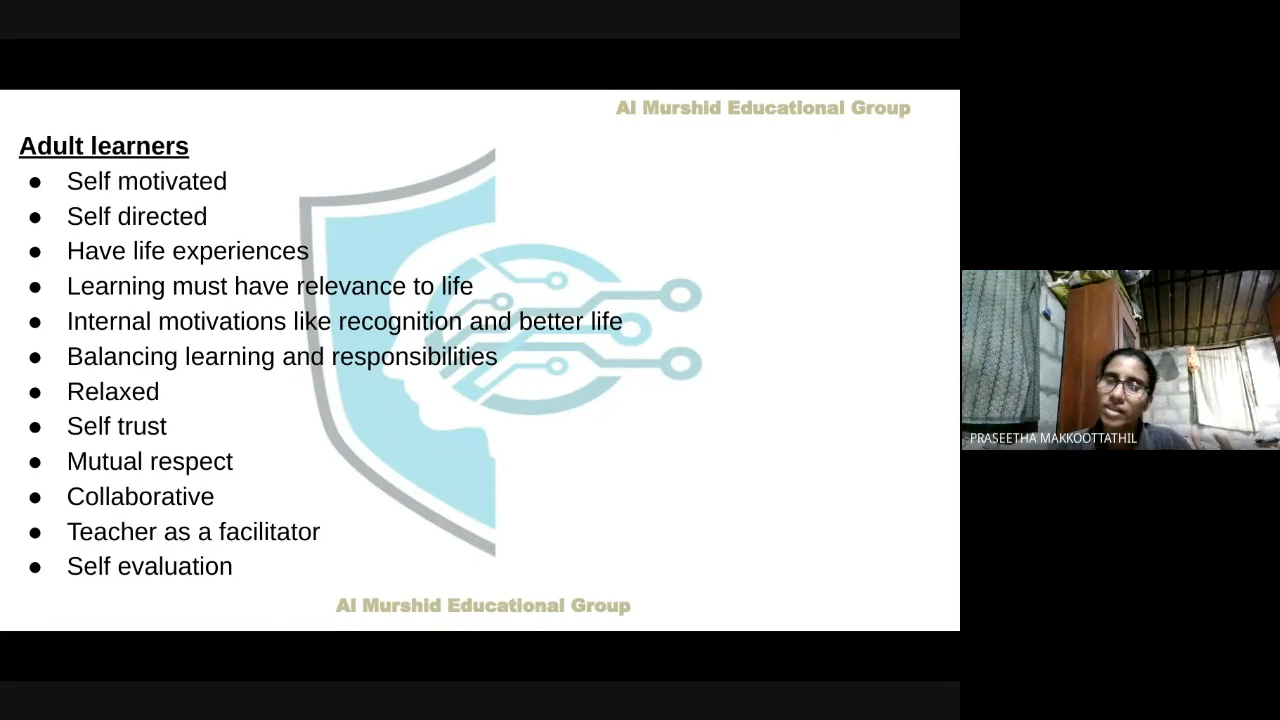 Al Murshid Educational Group
Adult learners
● Self motivated
● Self directed
● Have life experiences
● Learning must have relevance to life
● Internal motivations like recognition and better life
● Balancing learning and responsibilities
● Relaxed
● Self trust
● Mutual respect
● Collaborative
● Teacher as a facilitator
● Self evaluation
Al Murshid Educational Group
PRASEETHA MAKKOOTTATHIL